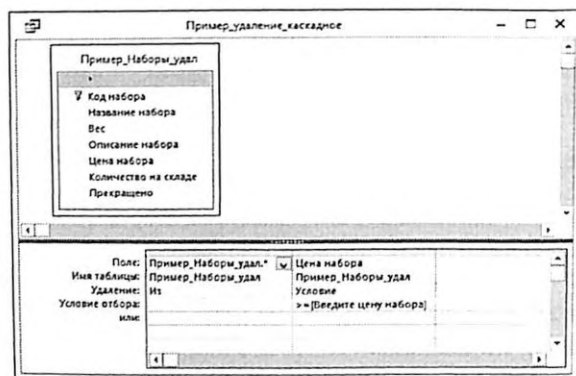 Пример_удаление_каскадное
Пример_Наборы_удал
*
Код набора
Название набора
Вес
Описание набора
Цена набора
Количество на складе
Прекращено
Поле: Пример_Наборы_удал.* Цена набора
Имя таблицы: Пример_Наборы_удал Пример_Наборы_удал
Удаление: Из Условие
Условие отбора: >=[Введите цену набора]
или: